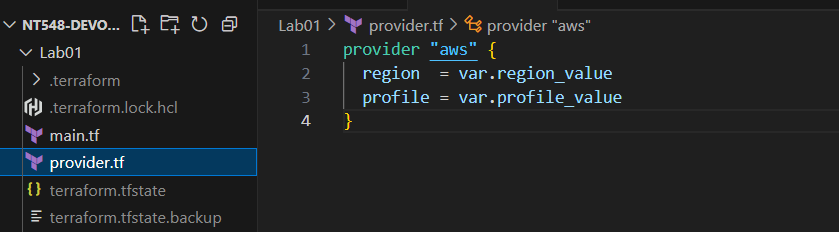 NT548-DEVO...
Lab01
.terraform
.terraform.lock.hcl
main.tf
provider.tf
terraform.tfstate
terraform.tfstate.backup
Lab01 > provider.tf > provider "aws"
1 provider "aws" {
2 region = var.region_value
3 profile = var.profile_value
4 }